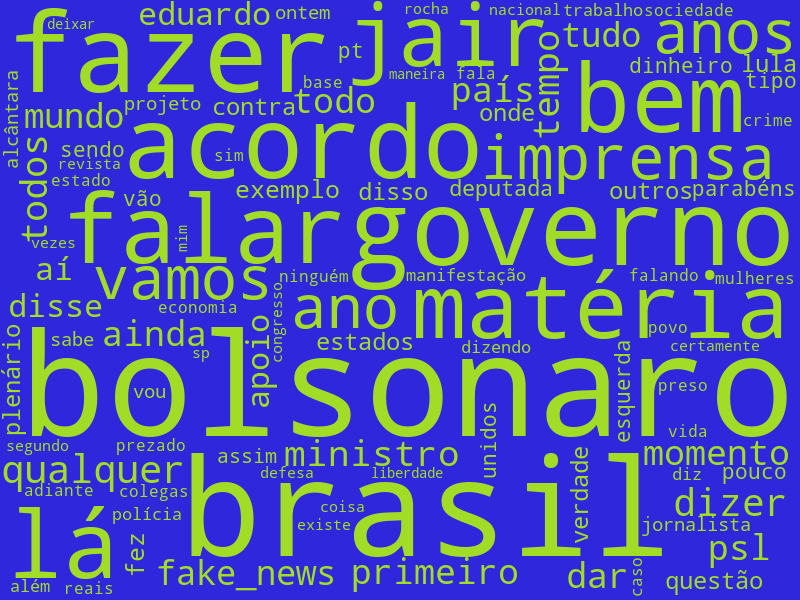 deixar
fazer
eduardo
ontem
jair
rocha
nacional
trabalho
sociedade
anos
pt
tudo
tempo
base
maneira
fala
dinheiro
lula
tipo
bem
alcântara
mundo
projeto
contra
todo
país
onde
crime
acordo
imprensa
todos
sendo
revista
estado
sim
exemplo
disso
deputada
outros
parabéns
vão
falar
governo
mim
vezes
aí
vamos
ninguém
manifestação
falando
mulheres
disse
economia
congresso
ano
matéria
plenário
sabe
ainda
sp
apoio
estados
dizendo
povo
certamente
esquerda
bolsonaro
vou
preso
vida
unidos
segundo
prezado
assim
ministro
momento
qualquer
adiante
colegas
defesa
liberdade
brasil
verdade
diz
pouco
lá
polícia
coisa
existe
dizer
jornalista
fez
psl
além
reais
fake_news
primeiro
dar
caso
questão